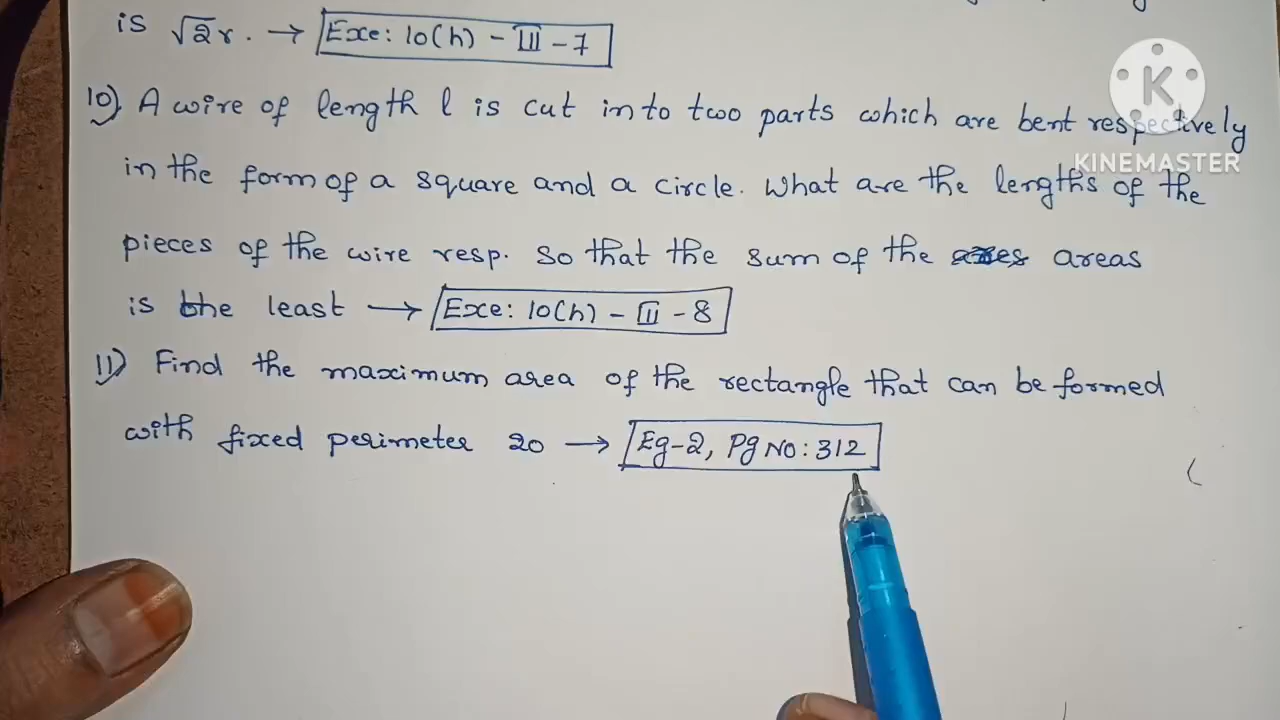 is √2r. → Exe: 10(h) - III - 7
10) A wire of length l is cut in to two parts which are bent respectively
in the form of a square and a circle. What are the lengths of the
pieces of the wire resp. so that the sum of the areas
is the least → Exe: 10(h) - III - 8
11) Find the maximum area of the rectangle that can be formed
with fixed perimeter 20 → Eg-2, Pg No: 312
K
KINEMASTER